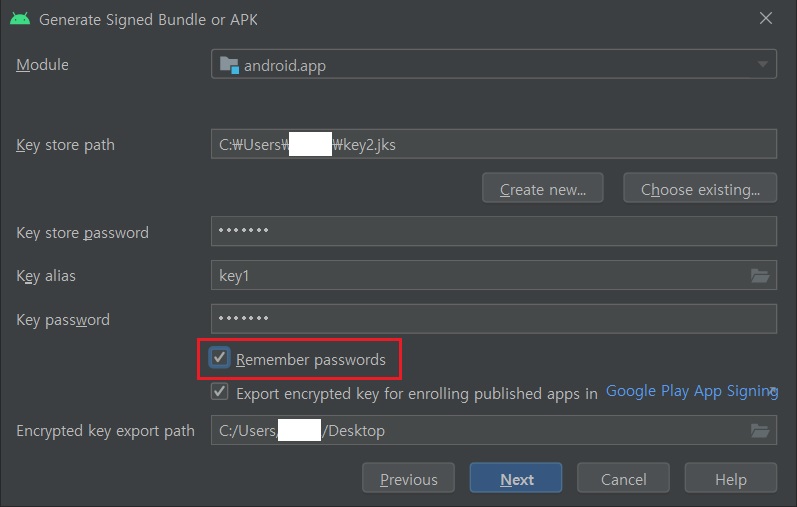 Generate Signed Bundle or APK
Module
android.app
Key store path
C:₩Users₩ ₩key2.jks
Create new...
Choose existing...
Key store password
•••••••
Key alias
key1
Key password
•••••••
Remember passwords
Export encrypted key for enrolling published apps in Google Play App Signing
Encrypted key export path
C:/Users/ /Desktop
Previous
Next
Cancel
Help